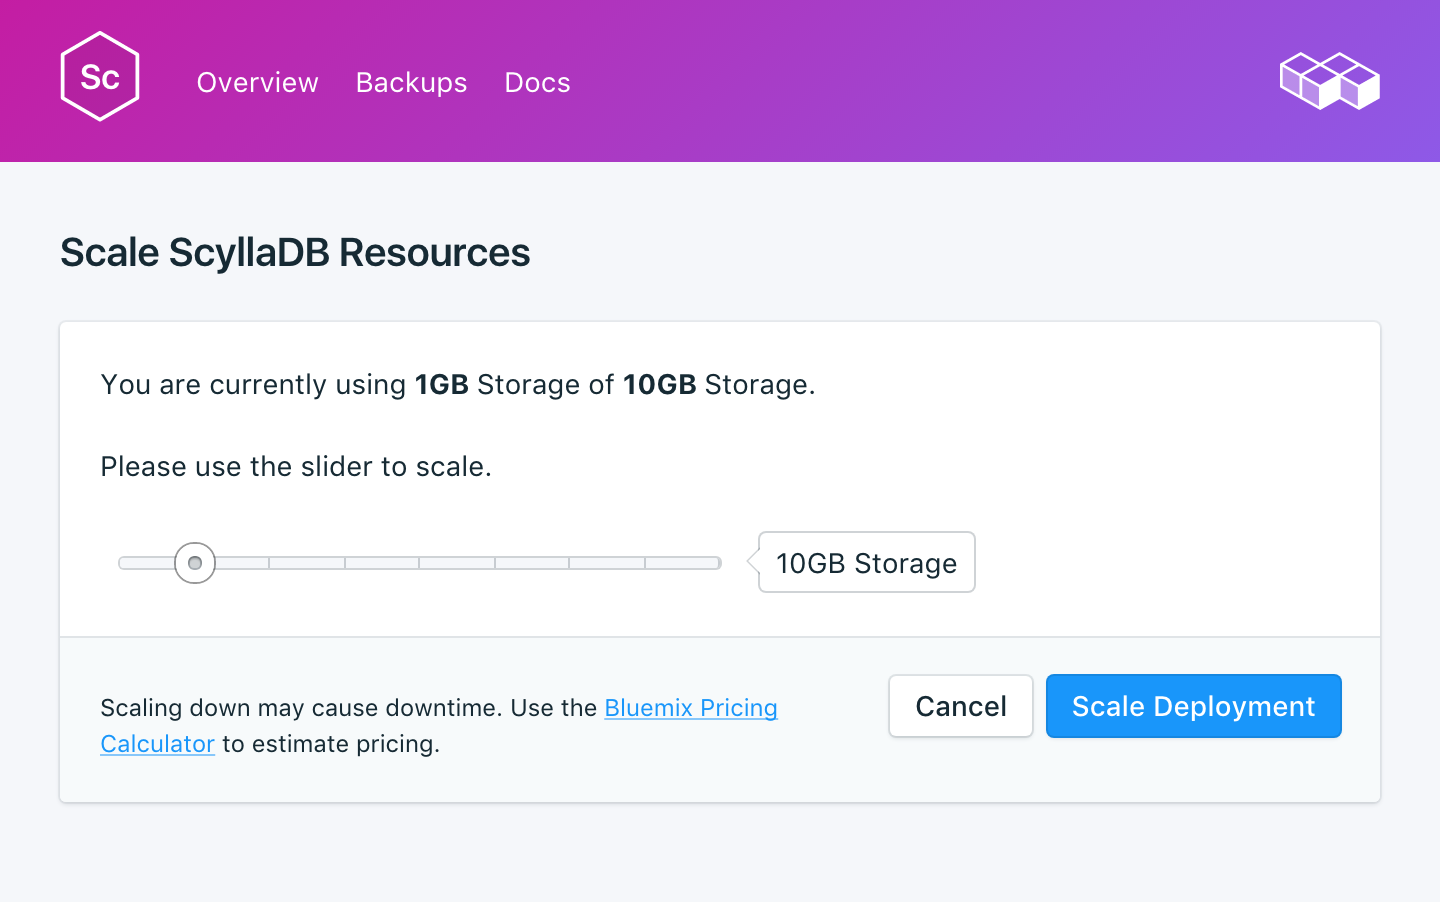 Sc
Overview Backups Docs
Scale ScyllaDB Resources
You are currently using 1GB Storage of 10GB Storage.
Please use the slider to scale.
10GB Storage
Scaling down may cause downtime. Use the Bluemix Pricing
Calculator to estimate pricing.
Cancel
Scale Deployment